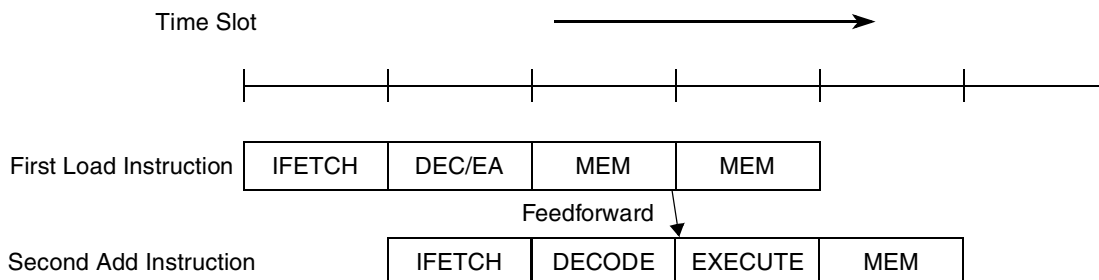 Time Slot
First Load Instruction IFETCH DEC/EA MEM MEM
Feedforward
Second Add Instruction IFETCH DECODE EXECUTE MEM